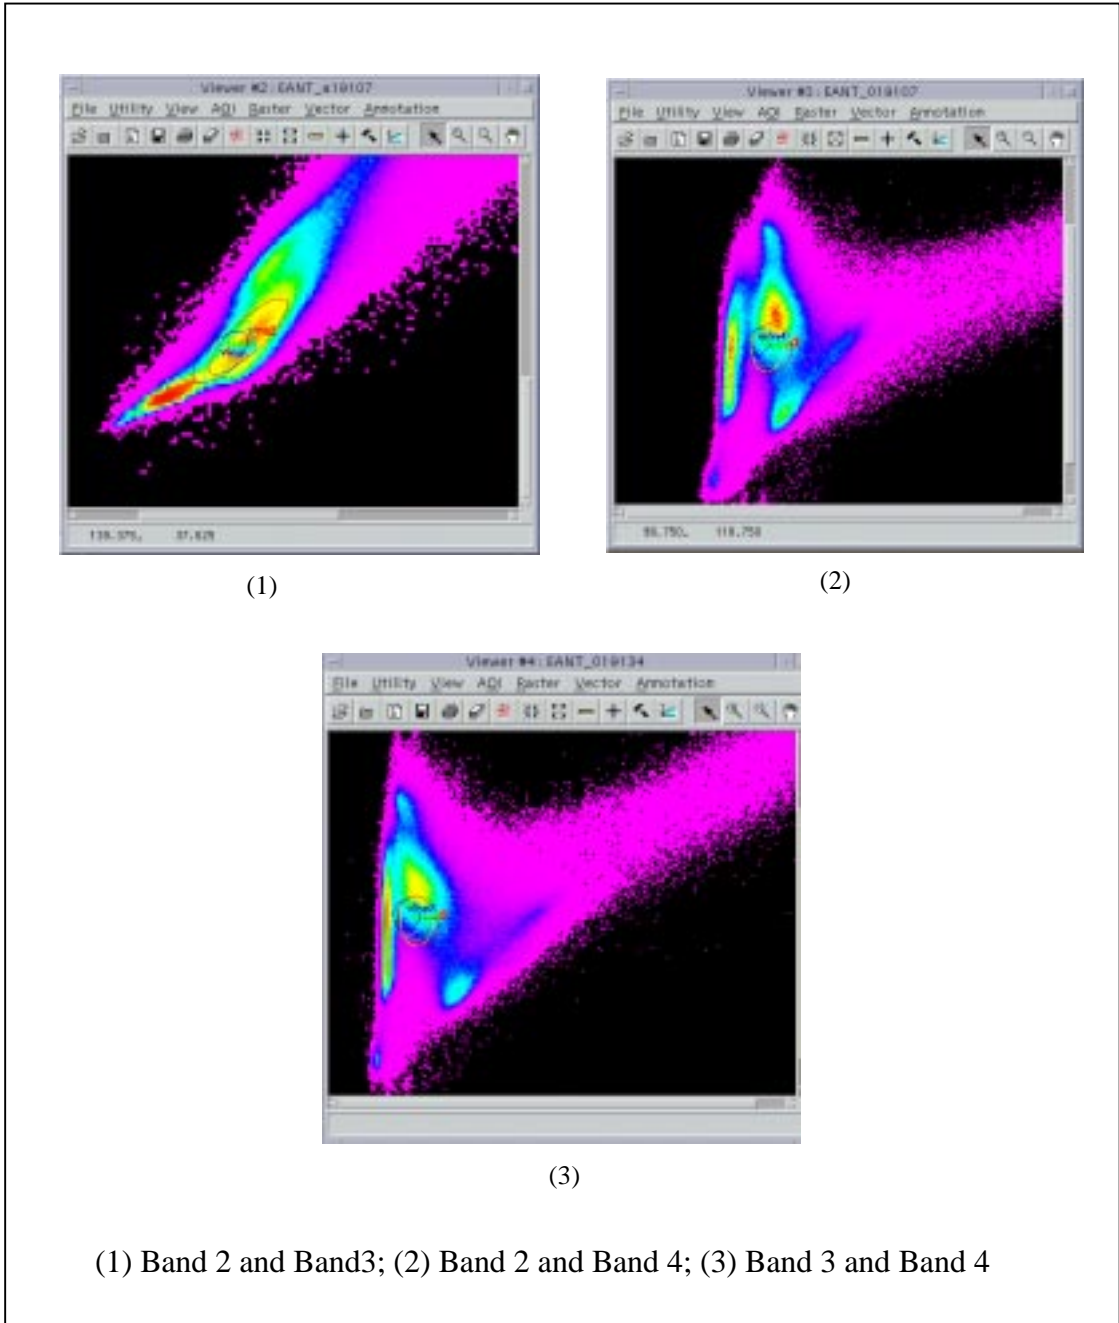 Viewer #2: EANT_a19107
File Utility View AOI Raster Vector Annotation
Viewer #3: EANT_019107
File Utility View AOI Raster Vector Annotation
(1)
(2)
Viewer #4: EANT_019134
File Utility View AOI Raster Vector Annotation
(3)
(1) Band 2 and Band3; (2) Band 2 and Band 4; (3) Band 3 and Band 4